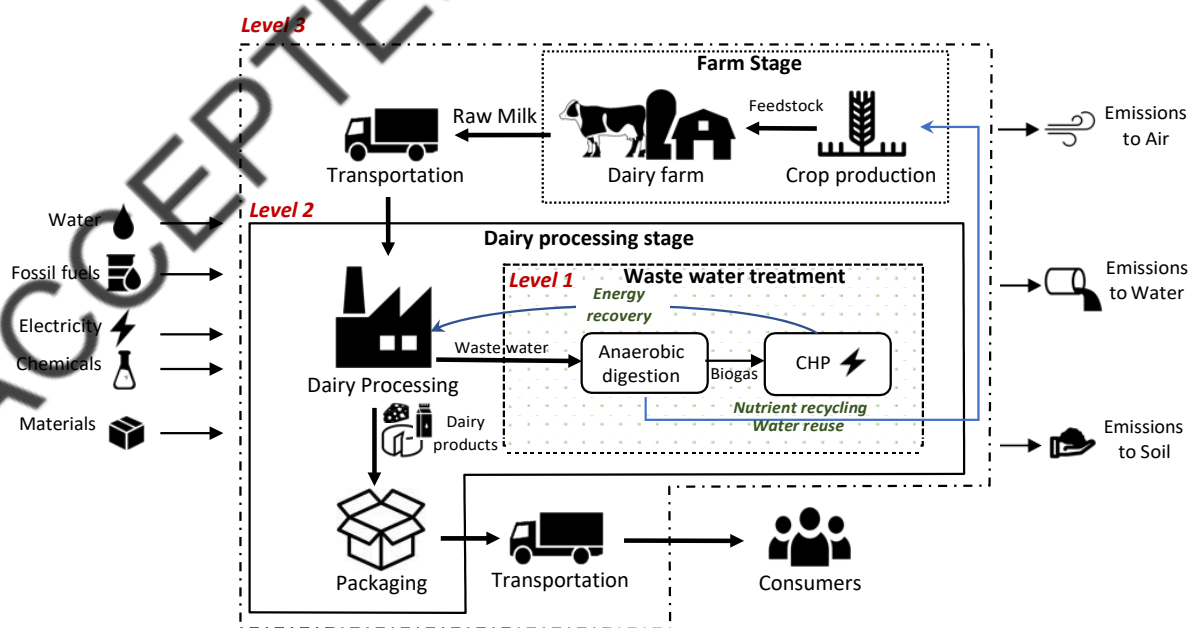 ACCEPTE
Level 3
Farm Stage
Raw Milk
Feedstock
Transportation
Dairy farm
Crop production
Emissions
to Air
Level 2
Water
Dairy processing stage
Fossil fuels
Level 1
Waste water treatment
Energy
recovery
Emissions
to Water
Electricity
Chemicals
Waste water
Anaerobic
digestion
Biogas
CHP
Dairy Processing
Nutrient recycling
Water reuse
Materials
Dairy
products
Emissions
to Soil
Packaging
Transportation
Consumers